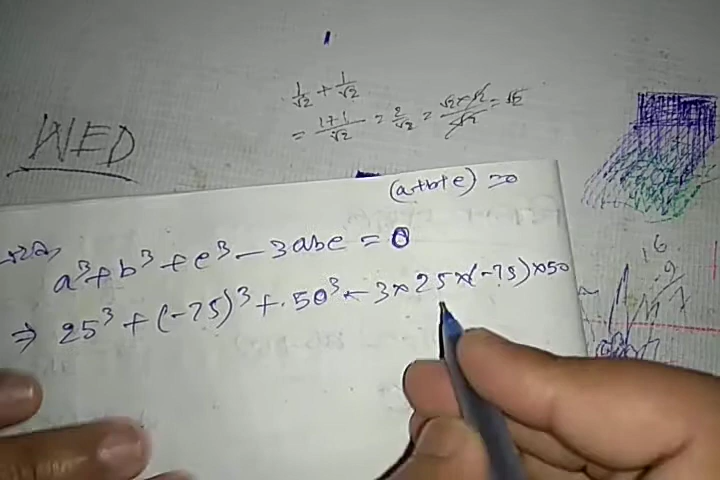 1/√2 + 1/√2
= 1+1/√2 = 2/√2 = √2×√2/√2 = √2
WED
(a+b+c) = 0
a³+b³+c³-3abc = 0
⇒ 25³+(-75)³+50³-3×25×(-75)×50
16